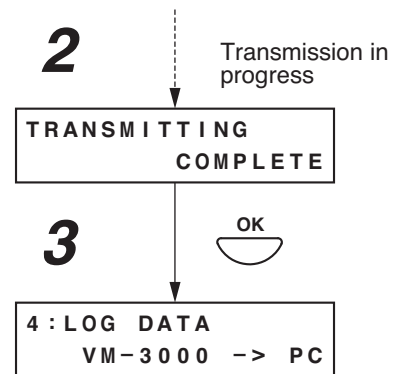 2
Transmission in
progress
TRANSMITTING
COMPLETE
3
OK
4:LOG DATA
VM-3000 -> PC